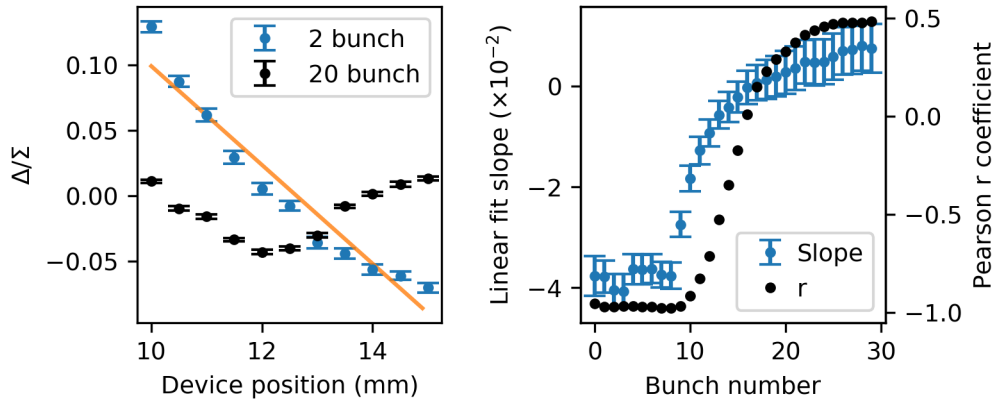 2 bunch
20 bunch
0.10
0.05
0.00
−0.05
Δ/Σ
10
12
14
Device position (mm)
0
−2
−4
Linear fit slope (×10⁻²)
Slope
r
0.5
0.0
−0.5
−1.0
Pearson r coefficient
0
10
20
30
Bunch number